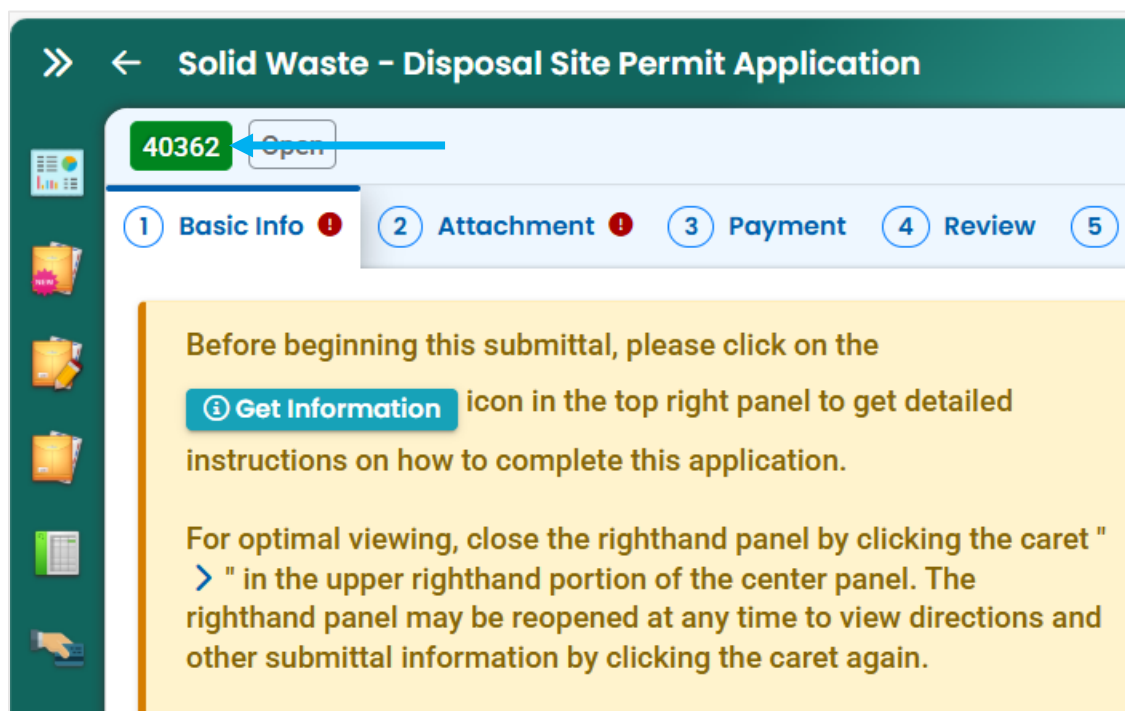 Solid Waste - Disposal Site Permit Application
40362 Open
1 Basic Info 2 Attachment 3 Payment 4 Review 5
NEW
Before beginning this submittal, please click on the
Get Information icon in the top right panel to get detailed
instructions on how to complete this application.
For optimal viewing, close the righthand panel by clicking the caret "
> " in the upper righthand portion of the center panel. The
righthand panel may be reopened at any time to view directions and
other submittal information by clicking the caret again.